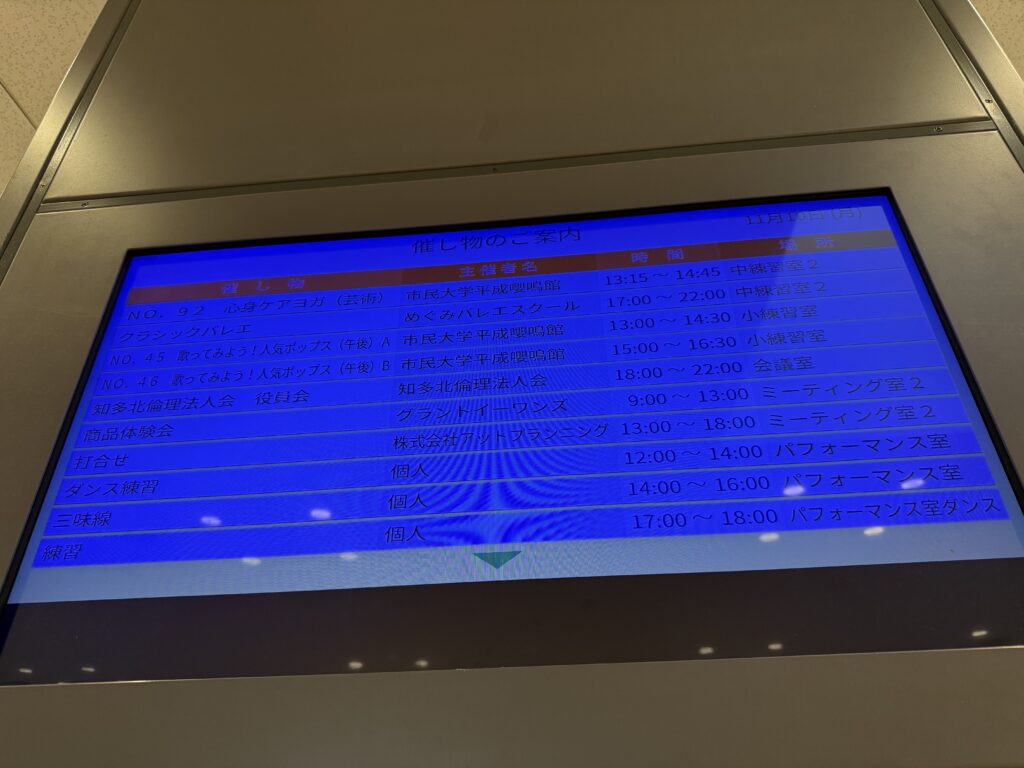 催し物のご案内 11月10日(月)
催し物 主催者名 時間 場所
NO.92 心身ケアヨガ(芸術) 市民大学平成嚶鳴館 13:15～14:45 中練習室2
クラシックバレエ めぐみバレエスクール 17:00～22:00 中練習室2
NO.45 歌ってみよう!人気ポップス(午後)A 市民大学平成嚶鳴館 13:00～14:30 小練習室
NO.46 歌ってみよう!人気ポップス(午後)B 市民大学平成嚶鳴館 15:00～16:30 小練習室
知多北倫理法人会 役員会 知多北倫理法人会 18:00～22:00 会議室
商品体験会 グランドイーワンズ 9:00～13:00 ミーティング室2
打合せ 株式会社アットプランニング 13:00～18:00 ミーティング室2
ダンス練習 個人 12:00～14:00 パフォーマンス室
三味線 個人 14:00～16:00 パフォーマンス室
練習 個人 17:00～18:00 パフォーマンス室ダンス